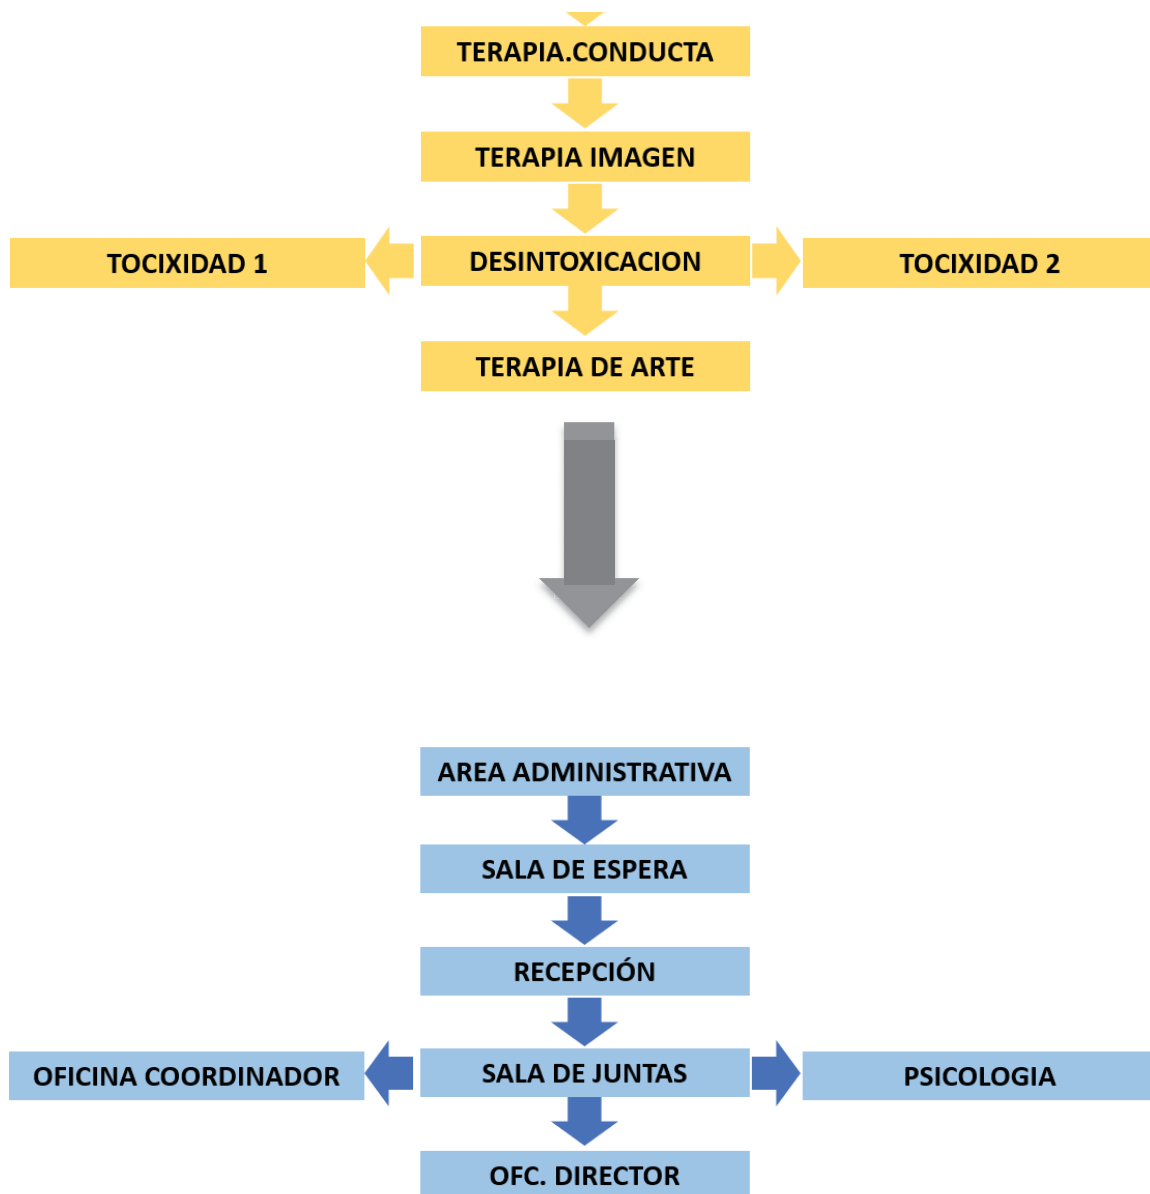 TERAPIA.CONDUCTA
TERAPIA IMAGEN
TOCIXIDAD 1
DESINTOXICACION
TOCIXIDAD 2
TERAPIA DE ARTE
AREA ADMINISTRATIVA
SALA DE ESPERA
RECEPCIÓN
OFICINA COORDINADOR
SALA DE JUNTAS
PSICOLOGIA
OFC. DIRECTOR